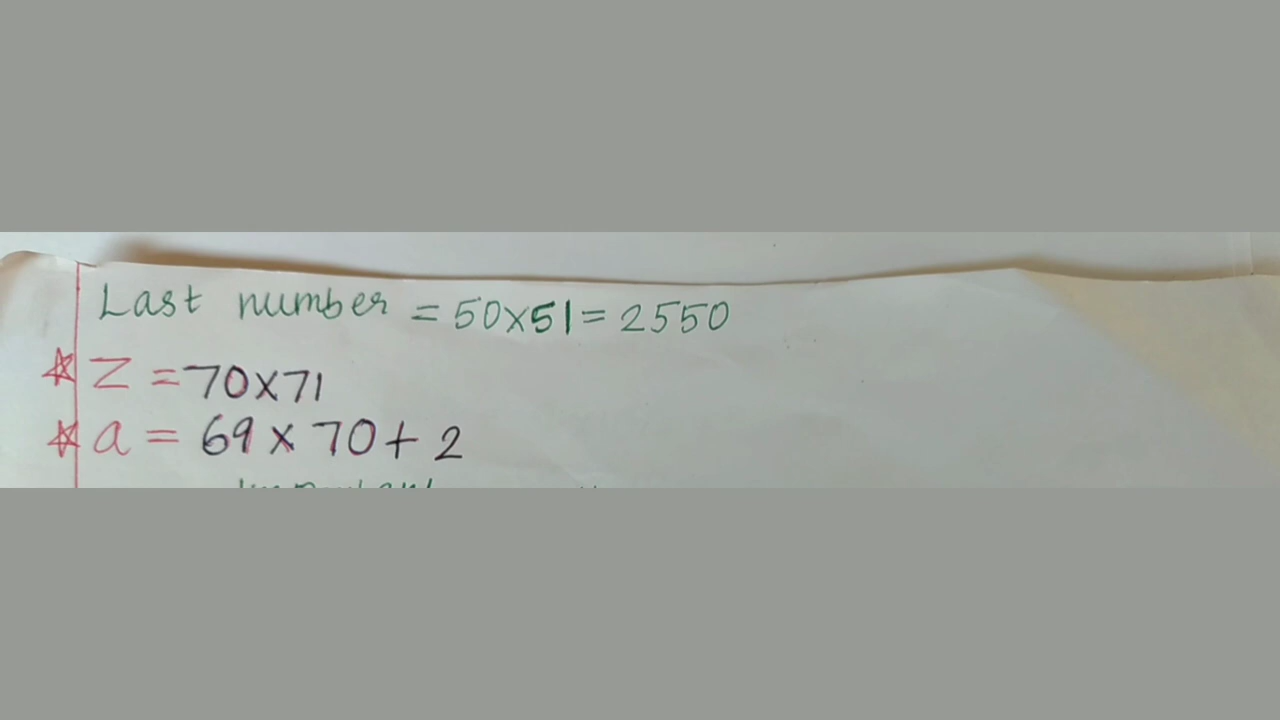 Last number = 50x51 = 2550
☆ Z = 70x71
☆ a = 69 x 70 + 2